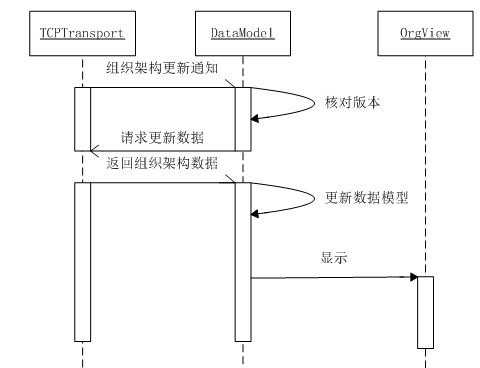 TCPTransport
DataModel
OrgView
组织架构更新通知
核对版本
请求更新数据
返回组织架构数据
更新数据模型
显示